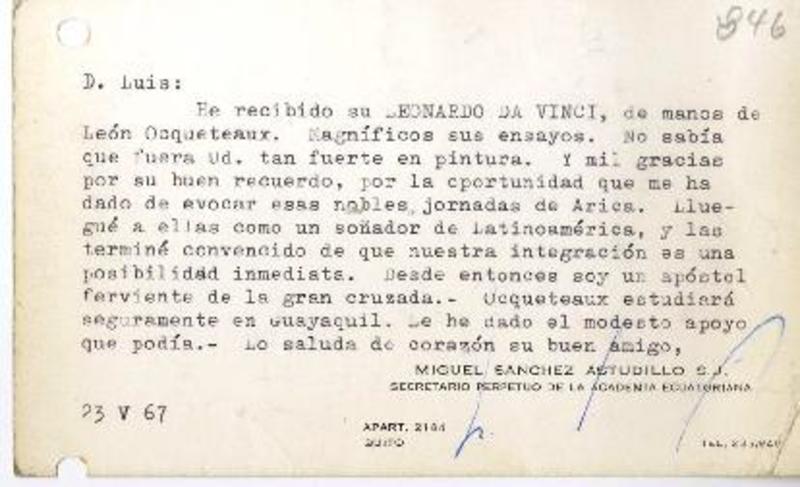 846
D. Luis:
He recibido su LEONARDO DA VINCI, de manos de
León Ocqueteaux. Magníficos sus ensayos. No sabía
que fuera Ud. tan fuerte en pintura. Y mil gracias
por su buen recuerdo, por la oportunidad que me ha
dado de evocar esas nobles jornadas de Arica. Llue-
gué a ellas como un soñador de Latinoamérica, y las
terminé convencido de que nuestra integración es una
posibilidad inmediata. Desde entonces soy un apóstol
ferviente de la gran cruzada.- Ocqueteaux estudiará
seguramente en Guayaquil. Le he dado el modesto apoyo
que podía.- Lo saluda de corazón su buen amigo,
MIGUEL SANCHEZ ASTUDILLO S.J.
SECRETARIO PERPETUO DE LA ACADEMIA ECUATORIANA
23 V 67
APART. 2184
QUITO
TEL.